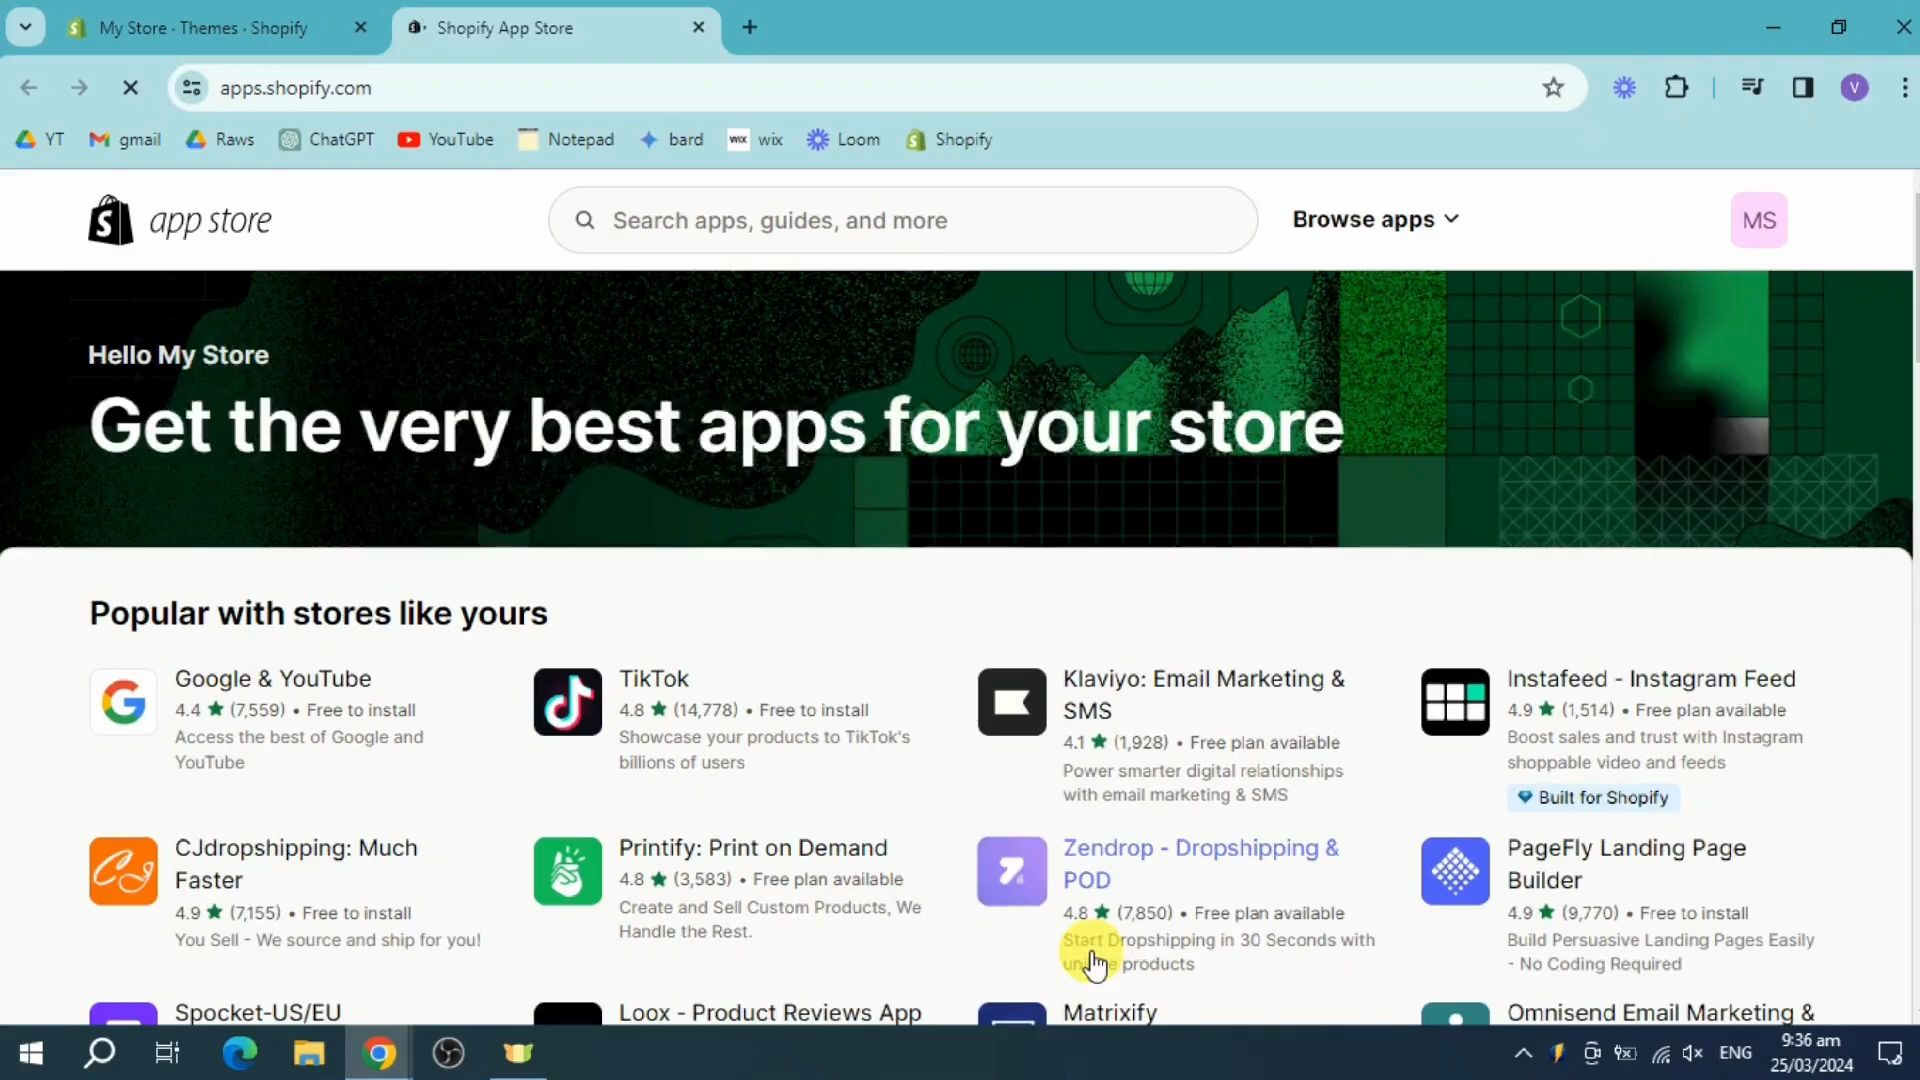 My Store · Themes · Shopify
Shopify App Store
apps.shopify.com
V
YT
gmail
Raws
ChatGPT
YouTube
Notepad
bard
WIX wix
Loom
Shopify
app store
Search apps, guides, and more
Browse apps
MS
Hello My Store
Get the very best apps for your store
Popular with stores like yours
Google & YouTube
4.4 ★ (7,559) • Free to install
Access the best of Google and
YouTube
TikTok
4.8 ★ (14,778) • Free to install
Showcase your products to TikTok's
billions of users
Klaviyo: Email Marketing &
SMS
4.1 ★ (1,928) • Free plan available
Power smarter digital relationships
with email marketing & SMS
Instafeed - Instagram Feed
4.9 ★ (1,514) • Free plan available
Boost sales and trust with Instagram
shoppable video and feeds
Built for Shopify
CJdropshipping: Much
Faster
4.9 ★ (7,155) • Free to install
You Sell - We source and ship for you!
Printify: Print on Demand
4.8 ★ (3,583) • Free plan available
Create and Sell Custom Products, We
Handle the Rest.
Zendrop - Dropshipping &
POD
4.8 ★ (7,850) • Free plan available
Start Dropshipping in 30 Seconds with
products
PageFly Landing Page
Builder
4.9 ★ (9,770) • Free to install
Build Persuasive Landing Pages Easily
- No Coding Required
Spocket-US/EU
Loox - Product Reviews App
Matrixify
Omnisend Email Marketing &
ENG
9:36 am
25/03/2024